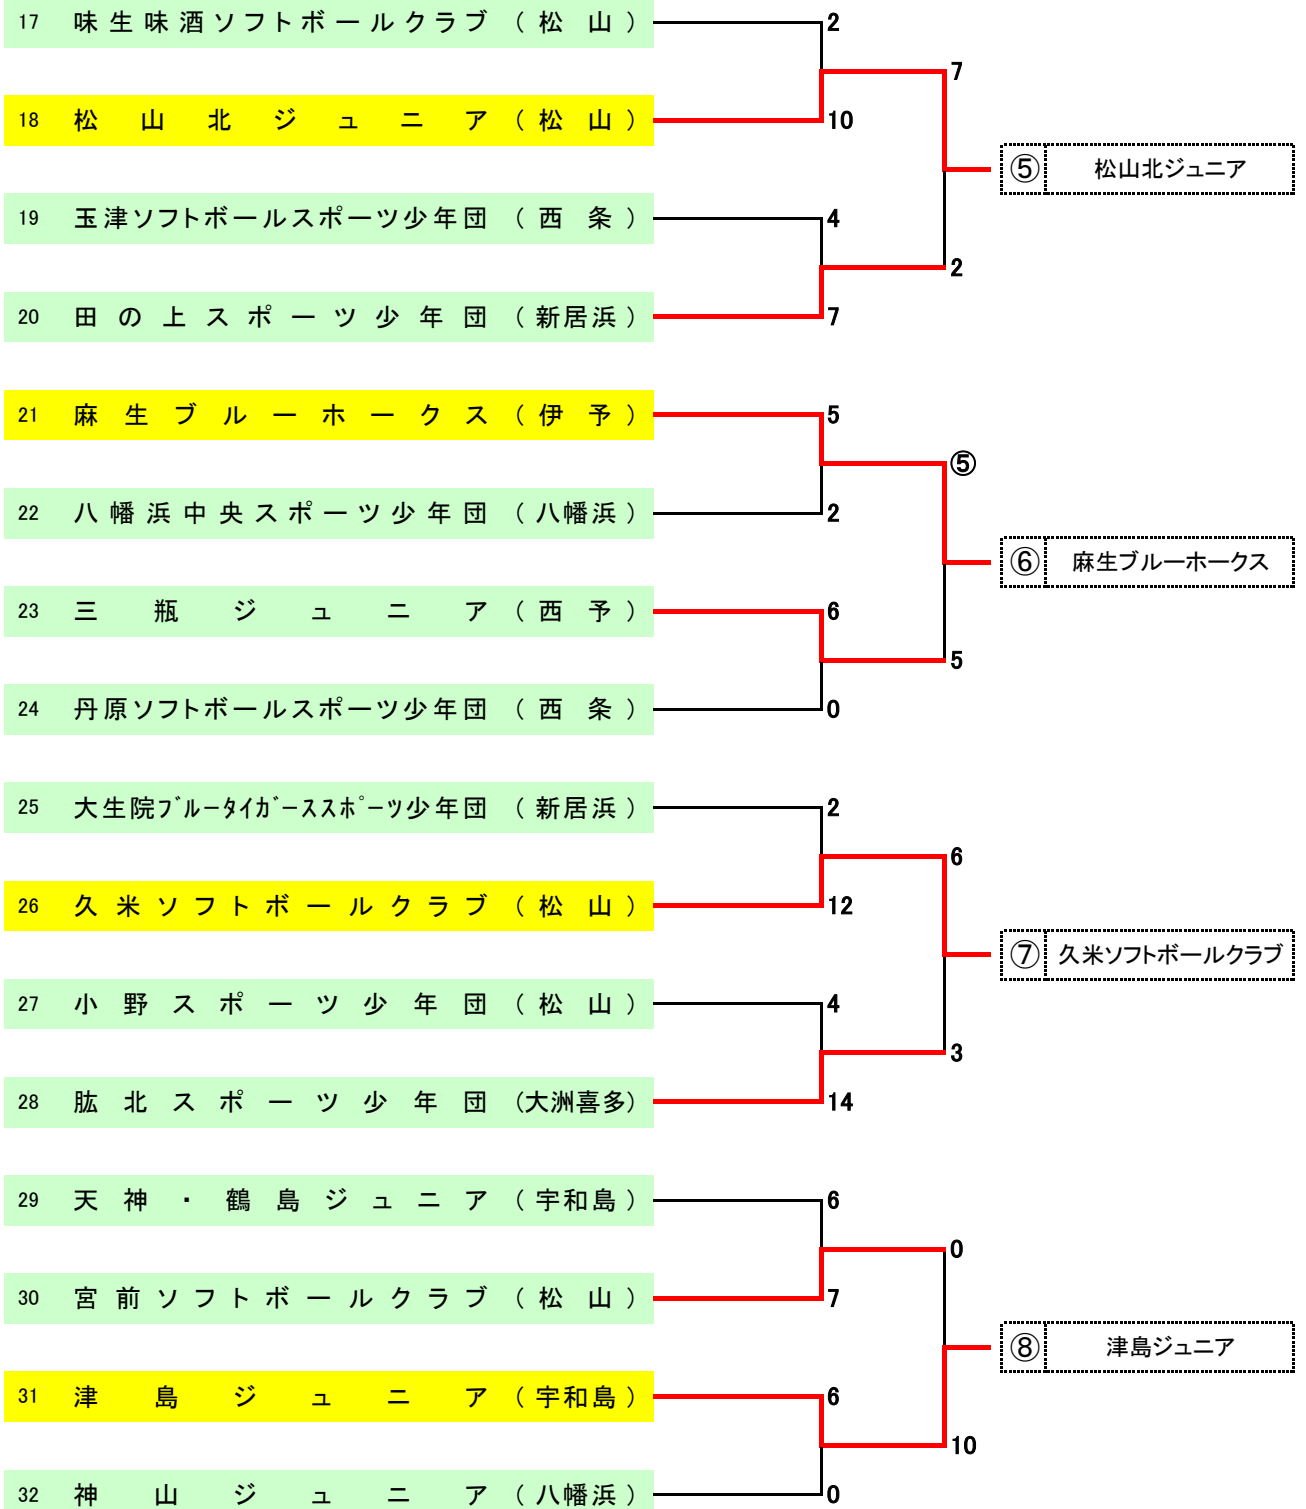 17 味生味酒ソフトボールクラブ （ 松 山 ） 2
7
18 松山北ジュニア （ 松 山 ） 10
⑤ 松山北ジュニア
19 玉津ソフトボールスポーツ少年団 （ 西 条 ） 4
2
20 田の上スポーツ少年団 （ 新居浜 ） 7
21 麻生ブルーホークス （ 伊 予 ） 5
⑤
22 八幡浜中央スポーツ少年団 （ 八幡浜 ） 2
⑥ 麻生ブルーホークス
23 三瓶ジュニア （ 西 予 ） 6
5
24 丹原ソフトボールスポーツ少年団 （ 西 条 ） 0
25 大生院ﾌﾞﾙｰﾀｲｶﾞｰｽｽﾎﾟｰﾂ少年団 （ 新居浜 ） 2
6
26 久米ソフトボールクラブ （ 松 山 ） 12
⑦ 久米ソフトボールクラブ
27 小野スポーツ少年団 （ 松 山 ） 4
3
28 肱北スポーツ少年団 （大洲喜多） 14
29 天神・鶴島ジュニア （ 宇和島 ） 6
0
30 宮前ソフトボールクラブ （ 松 山 ） 7
⑧ 津島ジュニア
31 津島ジュニア （ 宇和島 ） 6
10
32 神山ジュニア （ 八幡浜 ） 0